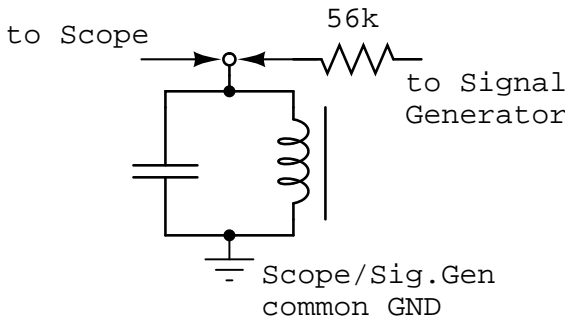 56k
to Scope
to Signal
Generator
Scope/Sig.Gen
common GND